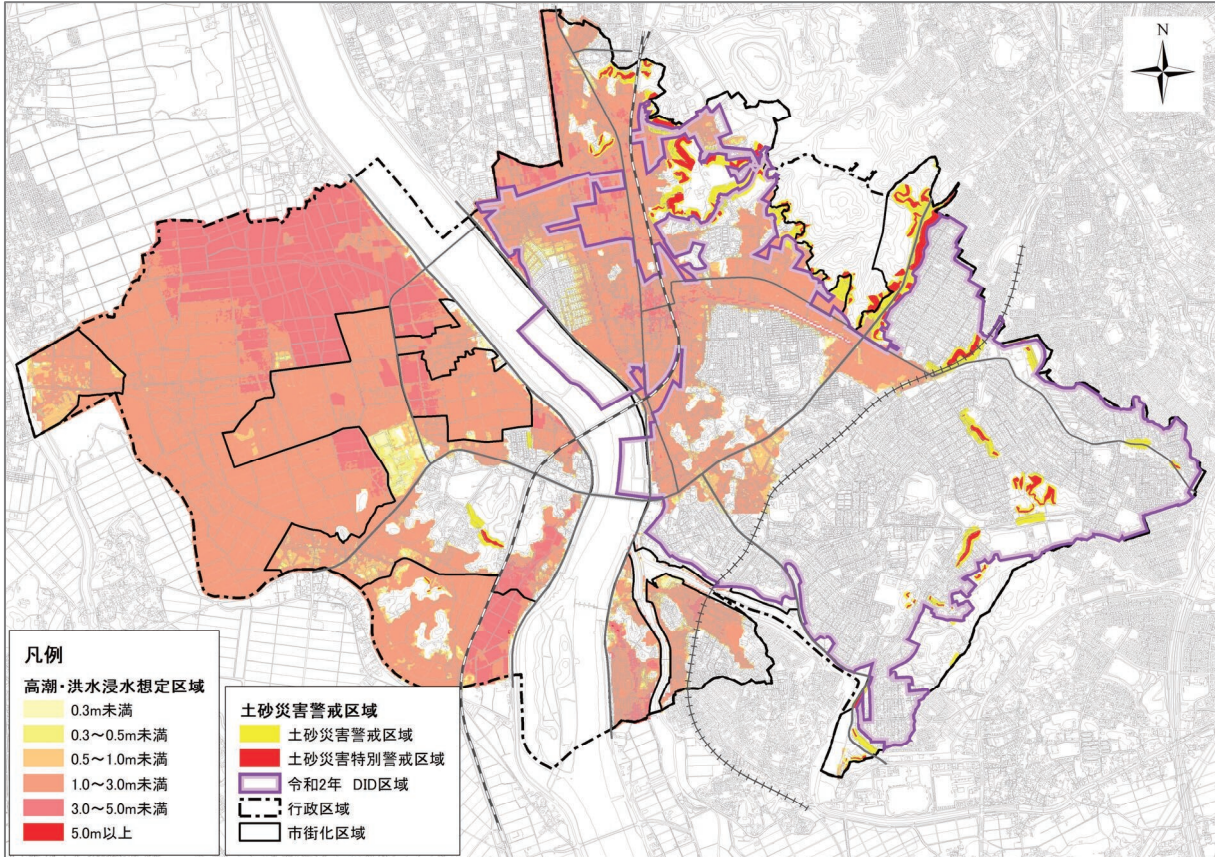 N
凡例
高潮・洪水浸水想定区域
0.3m未満
0.3～0.5m未満
0.5～1.0m未満
1.0～3.0m未満
3.0～5.0m未満
5.0m以上
土砂災害警戒区域
土砂災害警戒区域
土砂災害特別警戒区域
令和2年 DID区域
行政区域
市街化区域